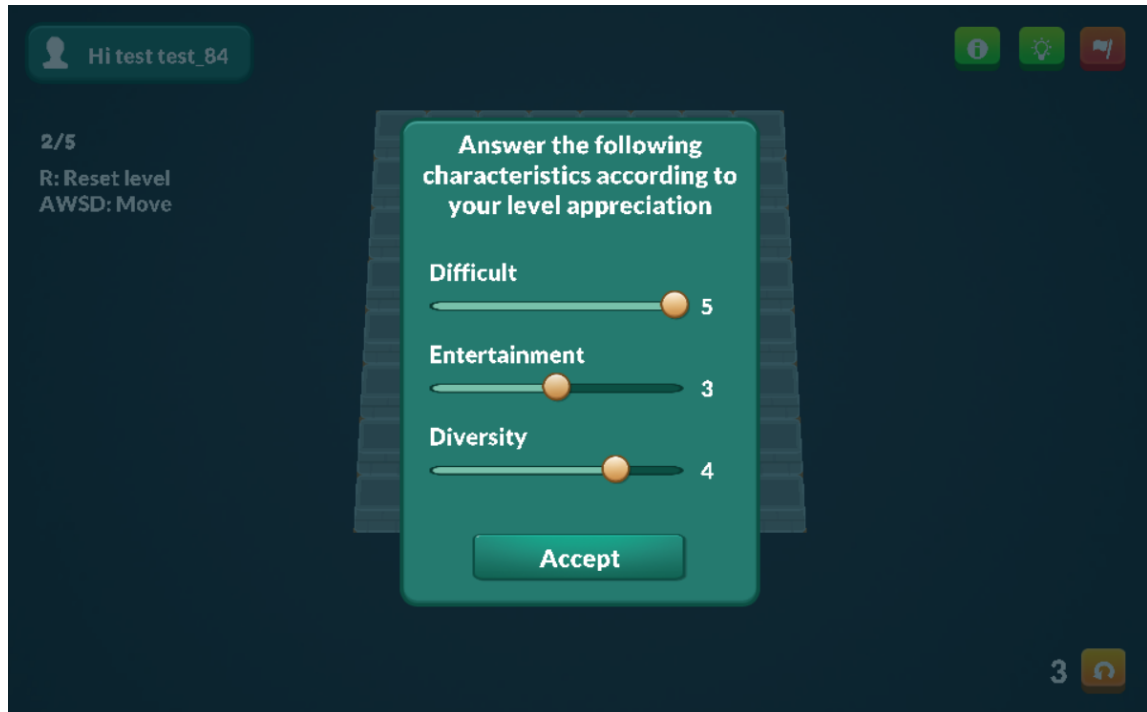 Hi test test_84
2/5
R: Reset level
AWSD: Move
Answer the following
characteristics according to
your level appreciation
Difficult
5
Entertainment
3
Diversity
4
Accept
3